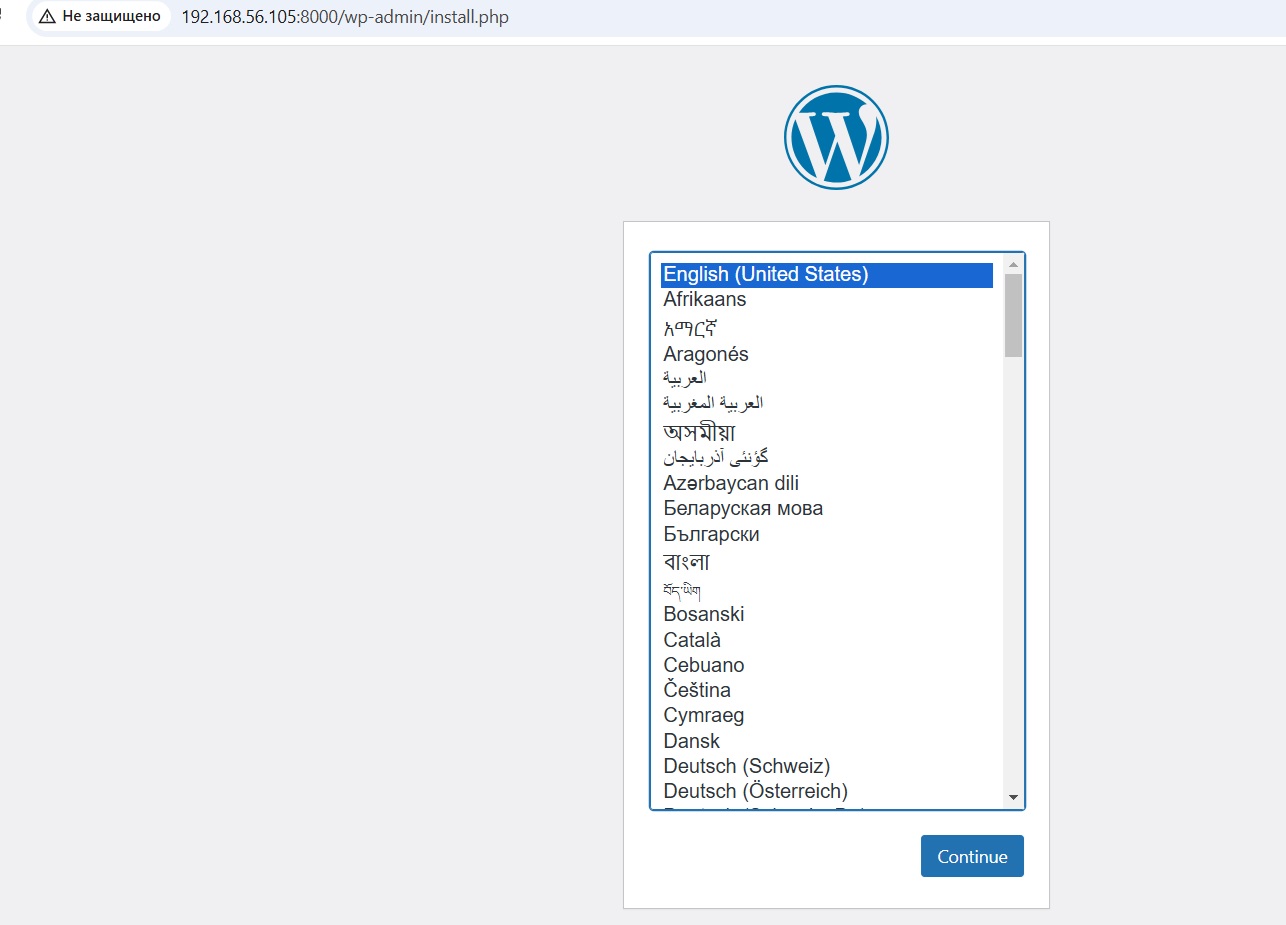 Не защищено 192.168.56.105:8000/wp-admin/install.php
English (United States)
Afrikaans
አማርኛ
Aragonés
العربية
العربية المغربية
অসমীয়া
گؤنئی آذربایجان
Azərbaycan dili
Беларуская мова
Български
বাংলা
བོད་ཡིག
Bosanski
Català
Cebuano
Čeština
Cymraeg
Dansk
Deutsch (Schweiz)
Deutsch (Österreich)
Continue